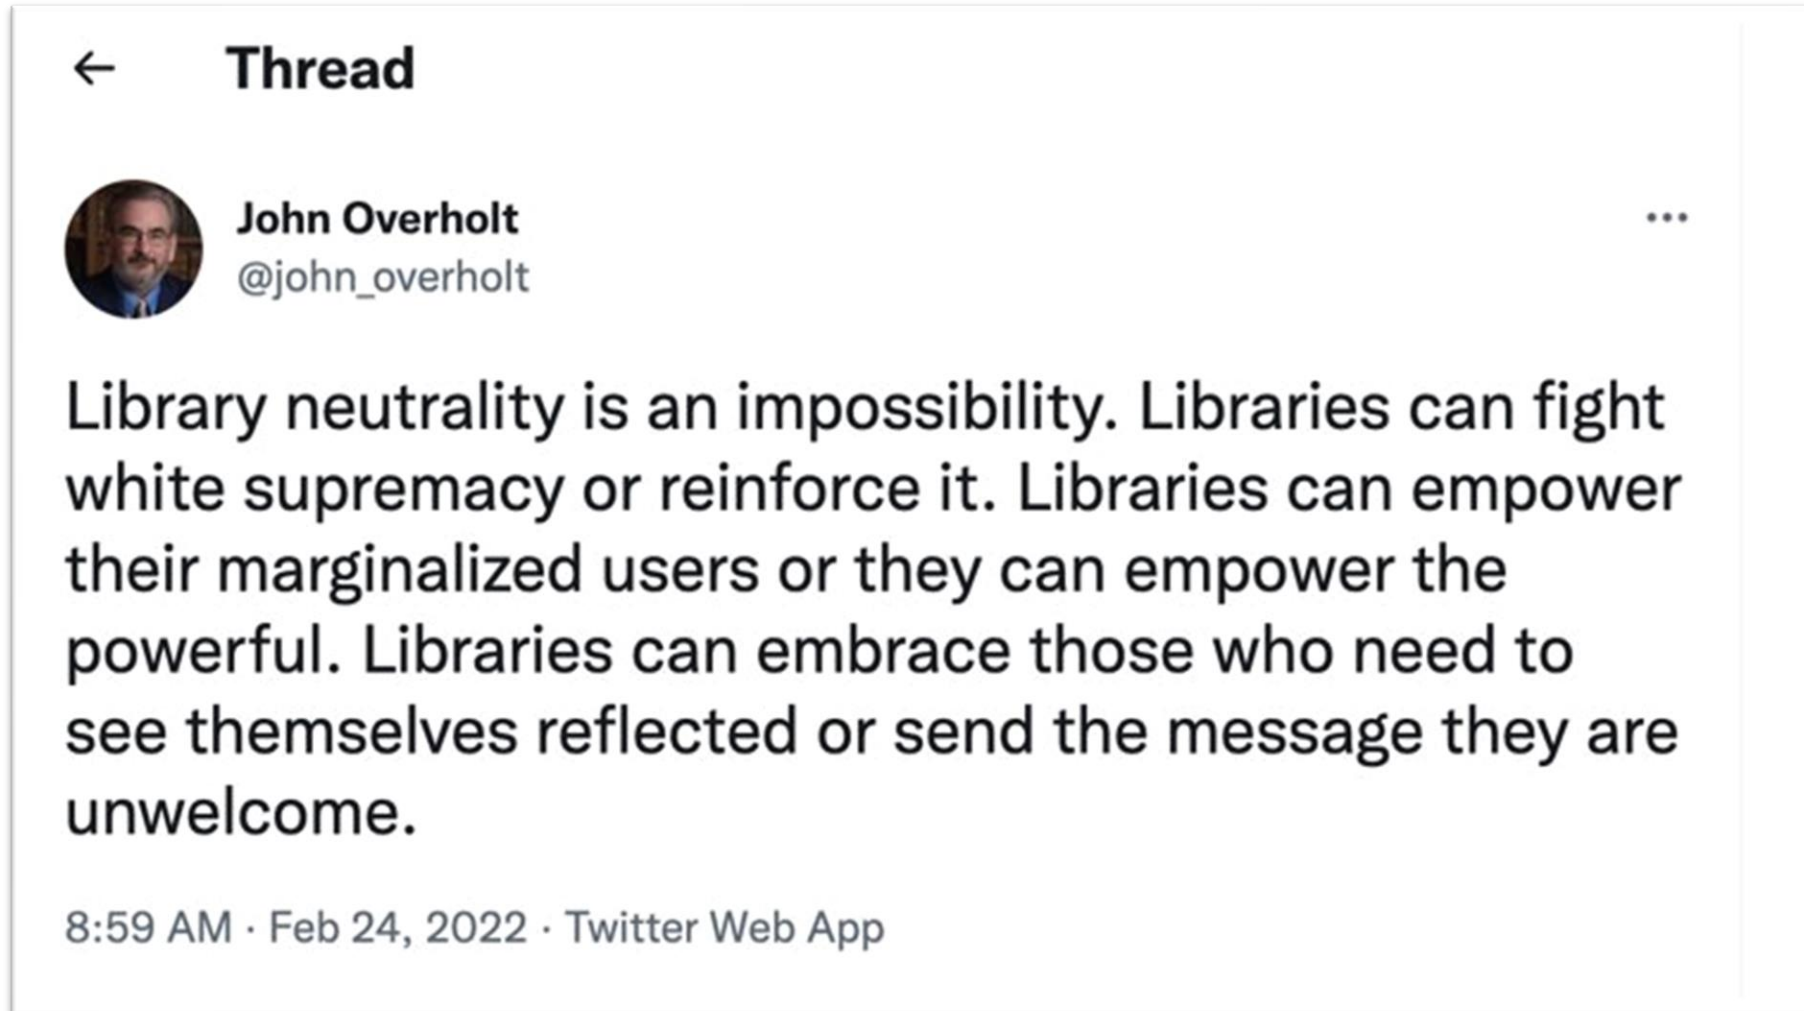 Thread
John Overholt
@john_overholt
Library neutrality is an impossibility. Libraries can fight
white supremacy or reinforce it. Libraries can empower
their marginalized users or they can empower the
powerful. Libraries can embrace those who need to
see themselves reflected or send the message they are
unwelcome.
8:59 AM · Feb 24, 2022 · Twitter Web App